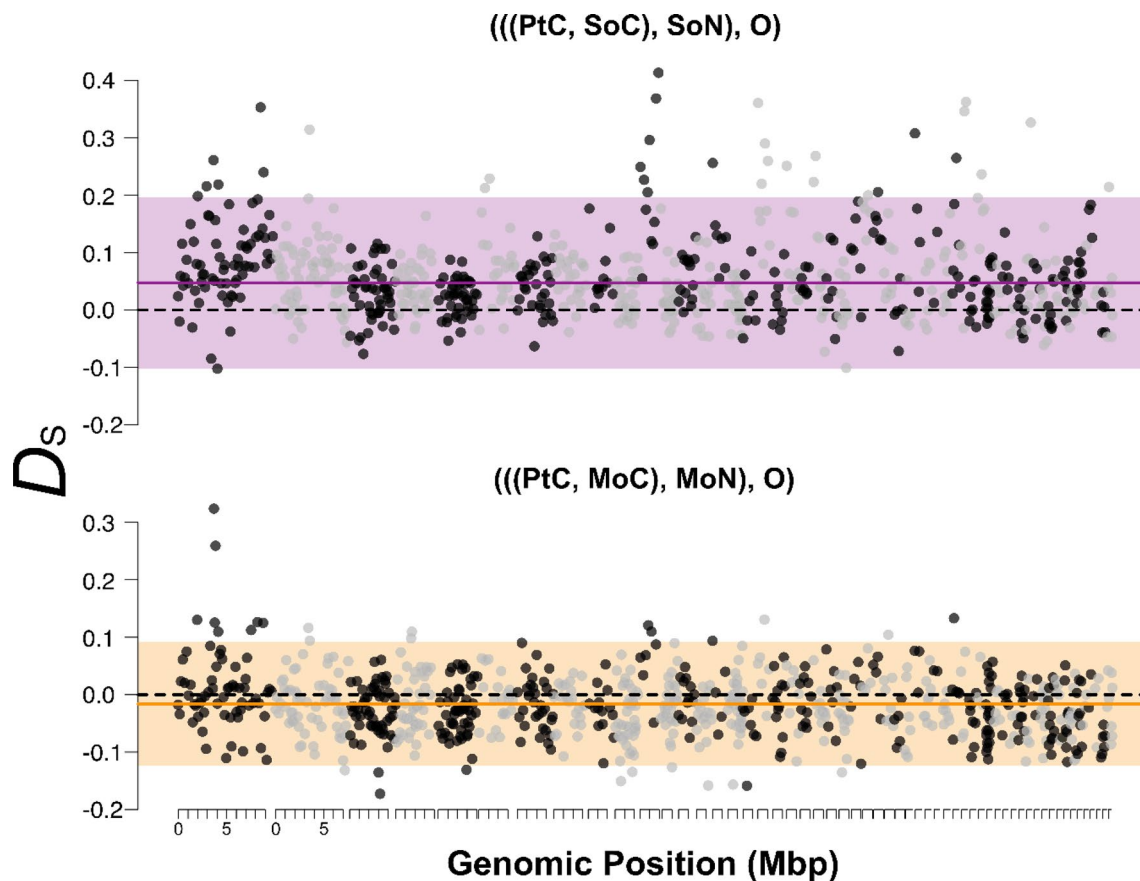 (((PtC, SoC), SoN), O)
0.4
0.3
0.2
0.1
0.0
-0.1
-0.2
DS
(((PtC, MoC), MoN), O)
0.3
0.2
0.1
0.0
-0.1
-0.2
0 5 0 5
Genomic Position (Mbp)